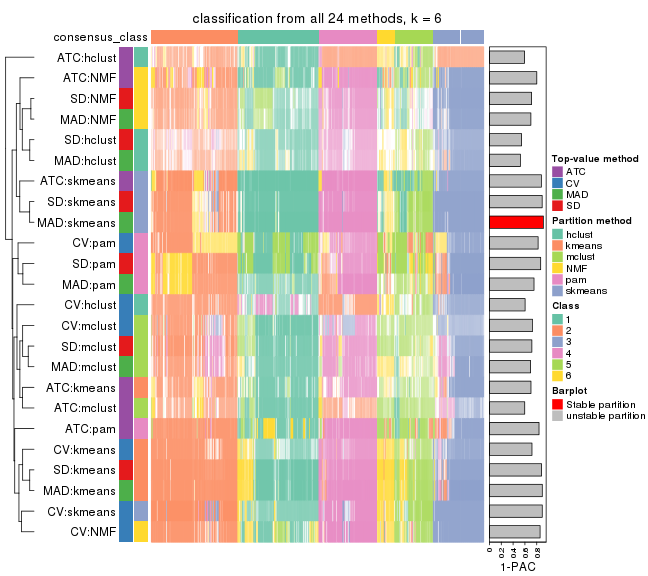 classification from all 24 methods, k = 6
consensus_class
ATC:hclust
ATC:NMF
SD:NMF
MAD:NMF
SD:hclust
MAD:hclust
ATC:skmeans
SD:skmeans
MAD:skmeans
CV:pam
SD:pam
MAD:pam
CV:hclust
CV:mclust
SD:mclust
MAD:mclust
ATC:kmeans
ATC:mclust
ATC:pam
CV:kmeans
SD:kmeans
MAD:kmeans
CV:skmeans
CV:NMF
0 0.2 0.4 0.6 0.8
1-PAC
Top-value method
ATC
CV
MAD
SD
Partition method
hclust
kmeans
mclust
NMF
pam
skmeans
Class
1
2
3
4
5
6
Barplot
Stable partition
unstable partition